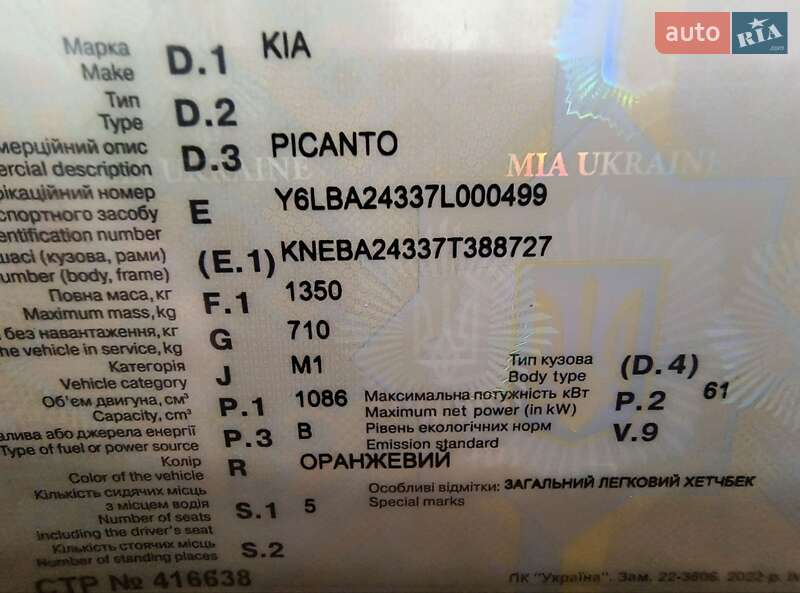 auto RIA .com
Марка D.1 KIA
Make
Тип D.2
Type
мерційний опис D.3 PICANTO
ercial description
UKRAINE MIA UKRAINE
фікаційний номер E Y6LBA24337L000499
спортного засобу
entification number
шасі (кузова, рами) (E.1) KNEBA24337T388727
number (body, frame)
Повна маса, кг F.1 1350
Maximum mass, kg
без навантаження, кг G 710
he vehicle in service, kg
Категорія J M1 Тип кузова (D.4)
Vehicle category Body type
Об'єм двигуна, см³ P.1 1086 Максимальна потужність кВт P.2 61
Capacity, cm³ Maximum net power (in kW)
алива або джерела енергії P.3 B Рівень екологічних норм V.9
Type of fuel or power source Emission standard
Колір R ОРАНЖЕВИЙ
Color of the vehicle
Кількість сидячих місць S.1 5 Особливі відмітки: ЗАГАЛЬНИЙ ЛЕГКОВИЙ ХЕТЧБЕК
з місцем водія Special marks
Number of seats
including the driver's seat
Кількість стоячих місць S.2
Number of standing places
СТР № 416638 ПК "Україна". Зам. 22-3606. 2022 р.